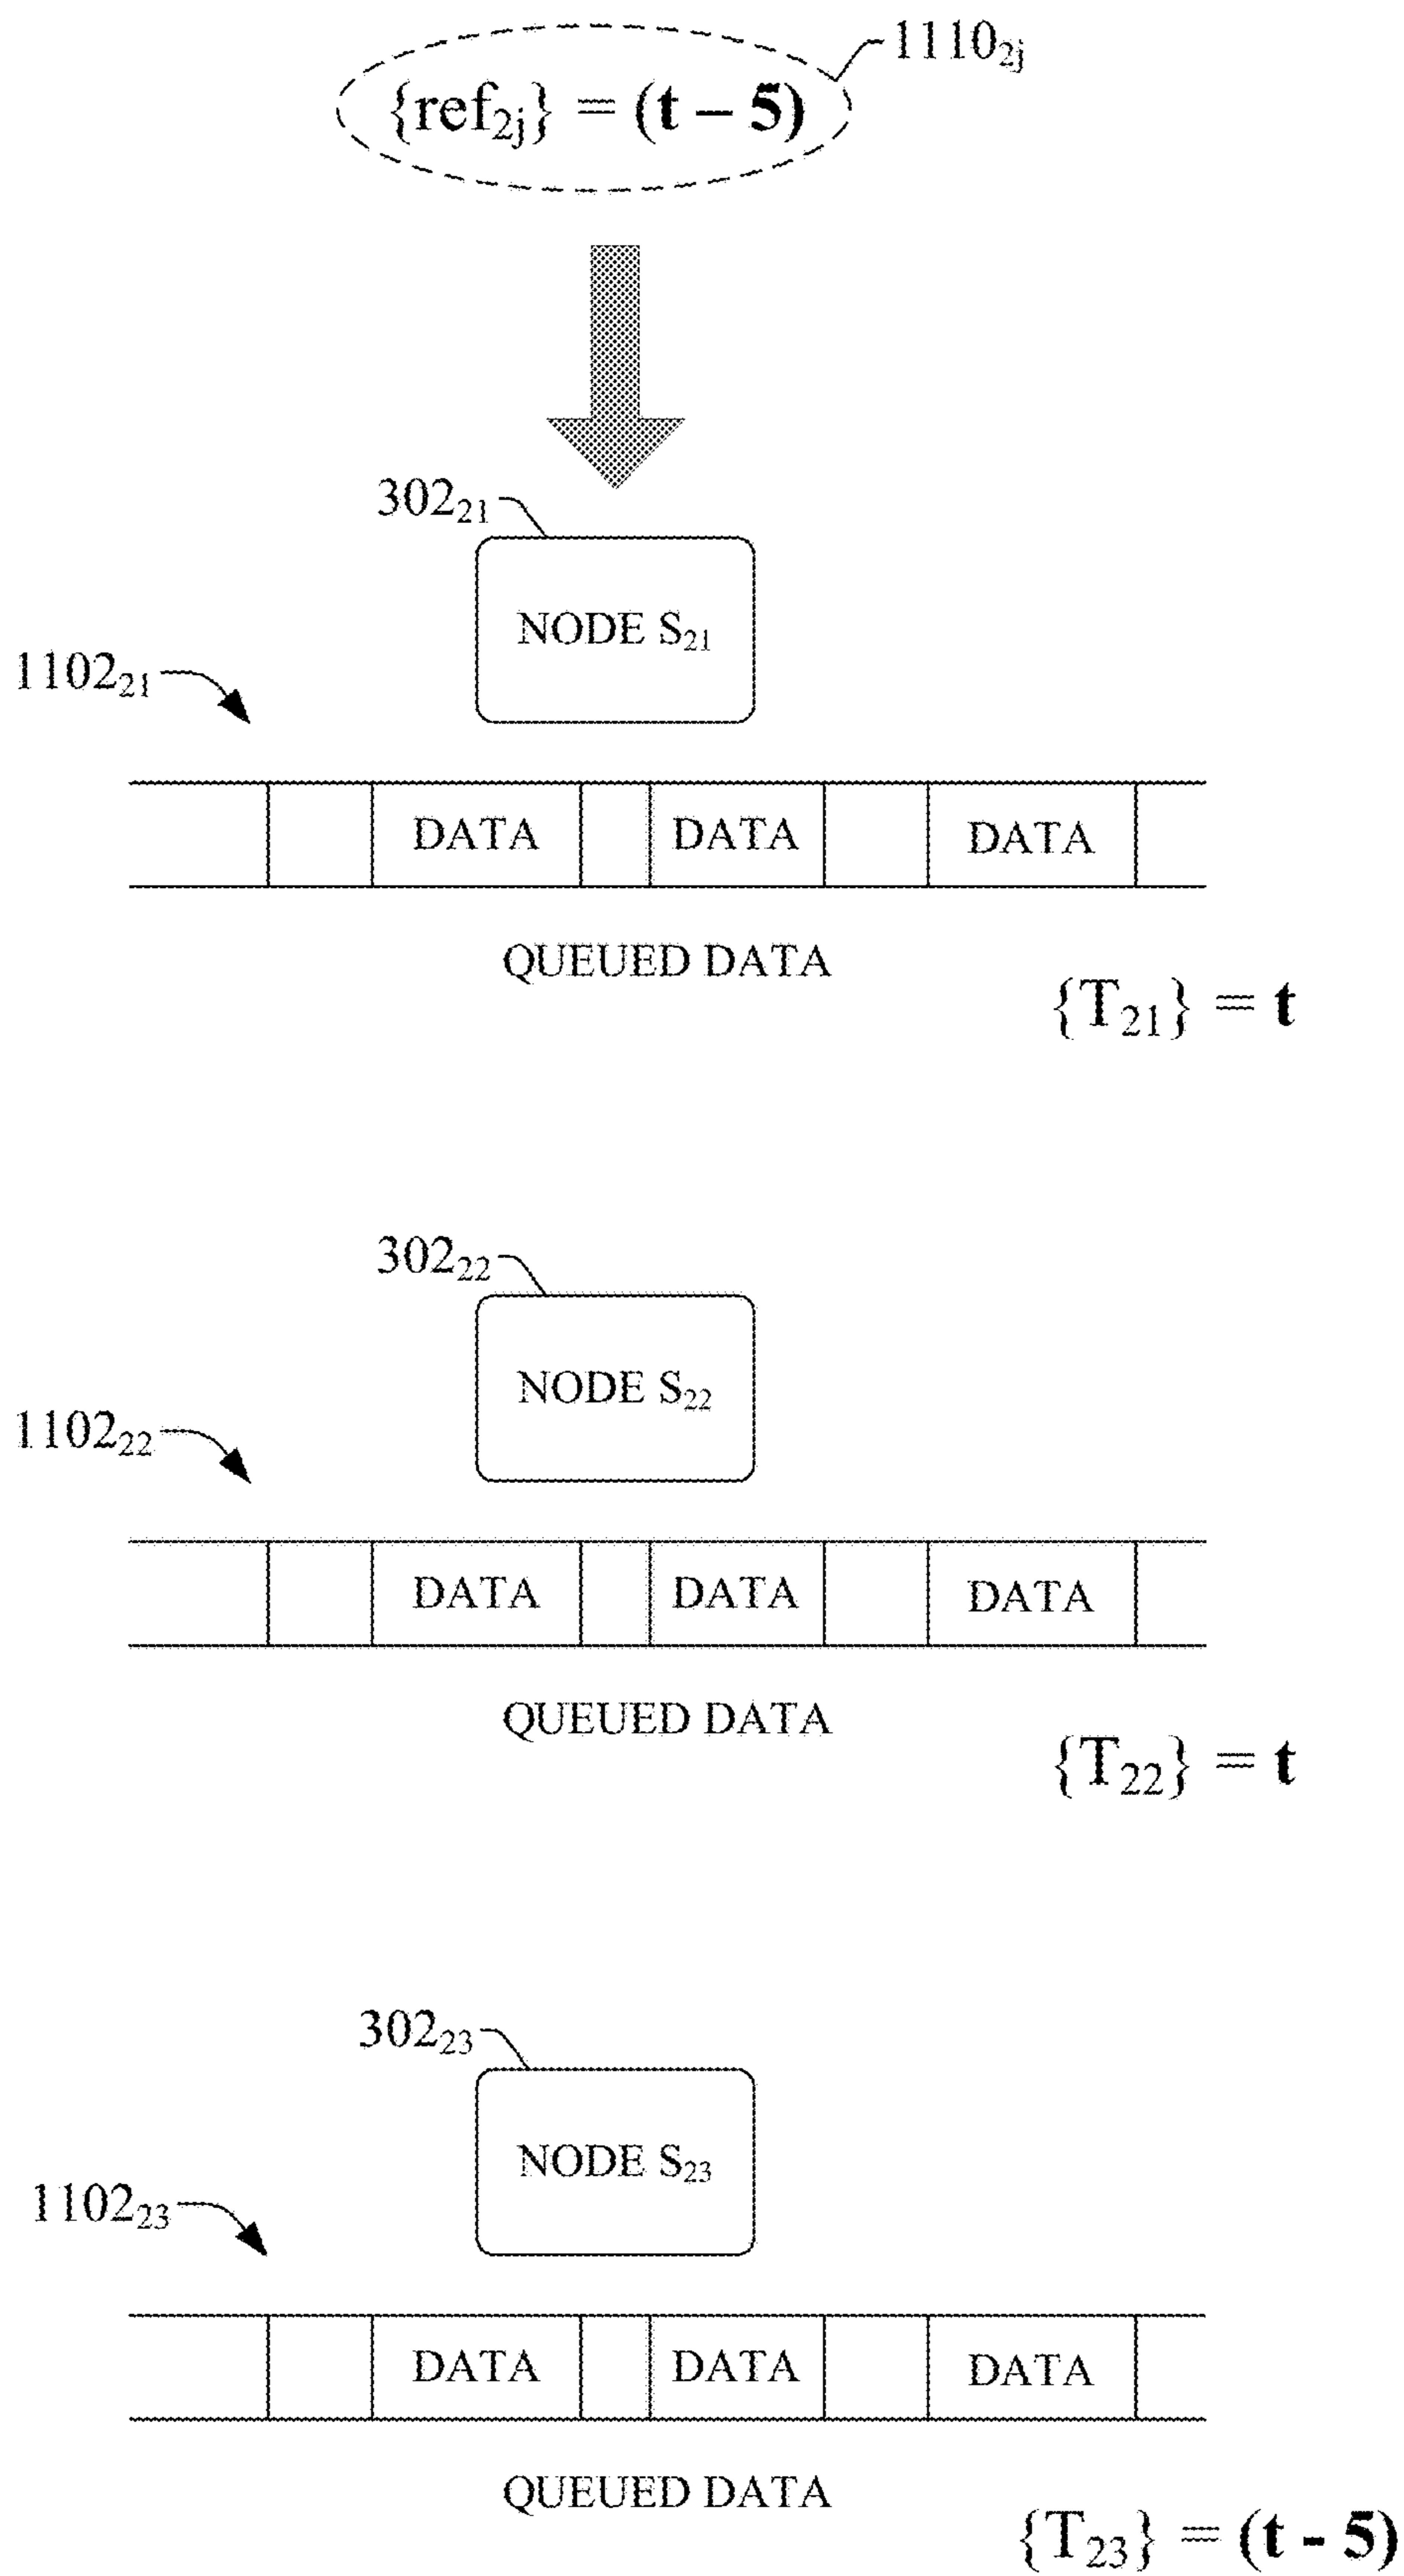 1110₂ⱼ
{ref₂ⱼ} = (t – 5)
302₂₁
NODE S₂₁
1102₂₁
DATA DATA DATA
QUEUED DATA
{T₂₁} = t
302₂₂
NODE S₂₂
1102₂₂
DATA DATA DATA
QUEUED DATA
{T₂₂} = t
302₂₃
NODE S₂₃
1102₂₃
DATA DATA DATA
QUEUED DATA
{T₂₃} = (t - 5)